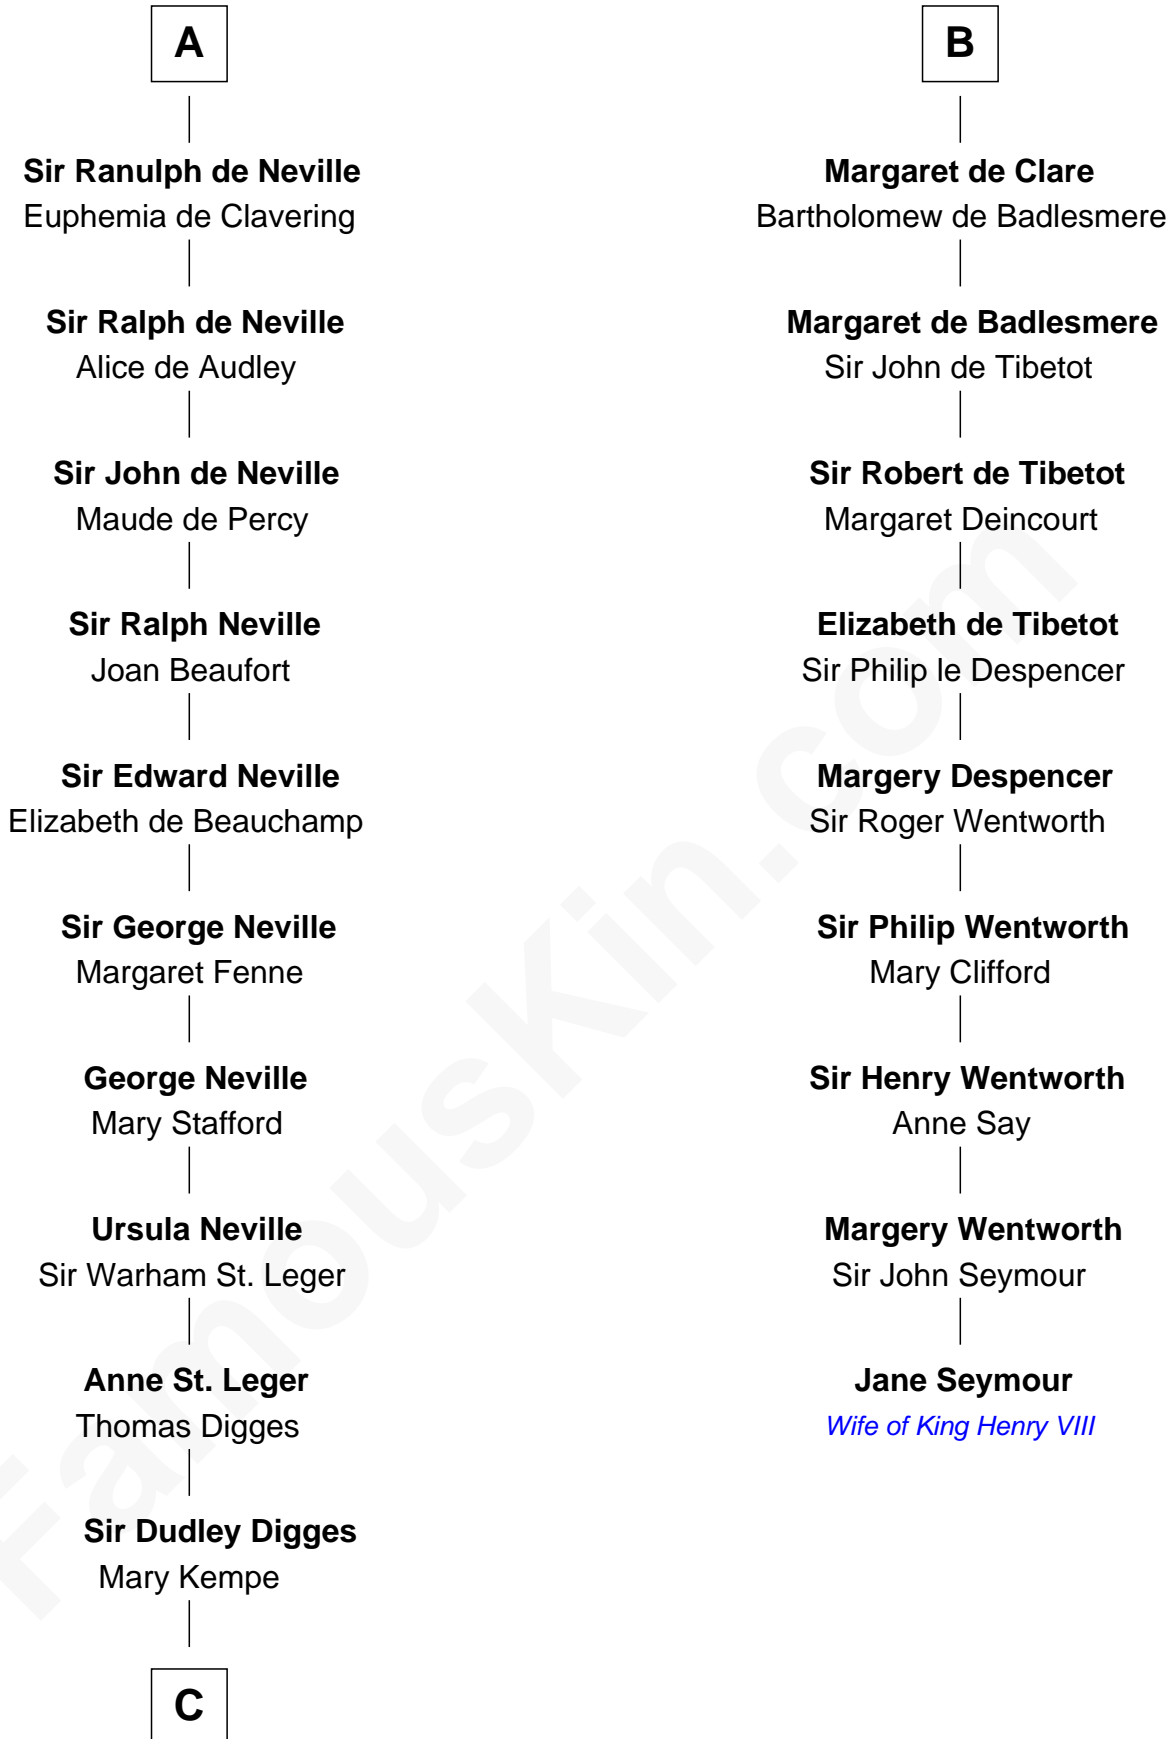 A
Sir Ranulph de Neville
Euphemia de Clavering
Sir Ralph de Neville
Alice de Audley
Sir John de Neville
Maude de Percy
Sir Ralph Neville
Joan Beaufort
Sir Edward Neville
Elizabeth de Beauchamp
Sir George Neville
Margaret Fenne
George Neville
Mary Stafford
Ursula Neville
Sir Warham St. Leger
Anne St. Leger
Thomas Digges
Sir Dudley Digges
Mary Kempe
C
B
Margaret de Clare
Bartholomew de Badlesmere
Margaret de Badlesmere
Sir John de Tibetot
Sir Robert de Tibetot
Margaret Deincourt
Elizabeth de Tibetot
Sir Philip le Despencer
Margery Despencer
Sir Roger Wentworth
Sir Philip Wentworth
Mary Clifford
Sir Henry Wentworth
Anne Say
Margery Wentworth
Sir John Seymour
Jane Seymour
Wife of King Henry VIII
FamousKin.com